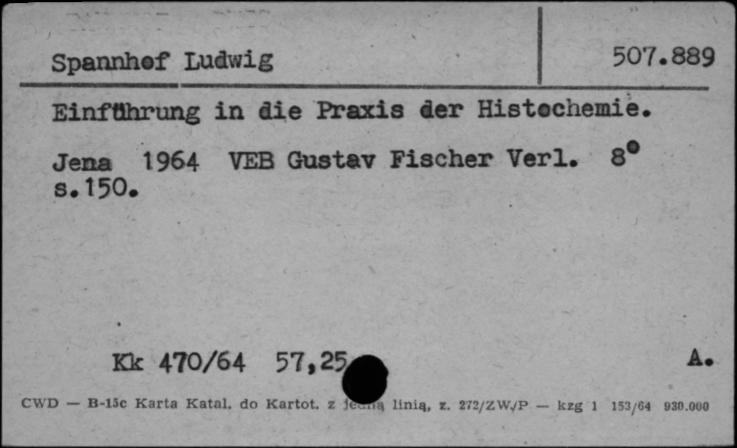 Spannhof Ludwig
507.889
Einführung in die Praxis der Histochemie.
Jena 1964 VEB Gustav Fischer Verl. 8°
s.150.
Kk 470/64 57,25
A.
CWD — B-15c Karta Katal. do Kartot. z jedną linią, z. 272/ZW/P — kzg 1 153/64 930.000